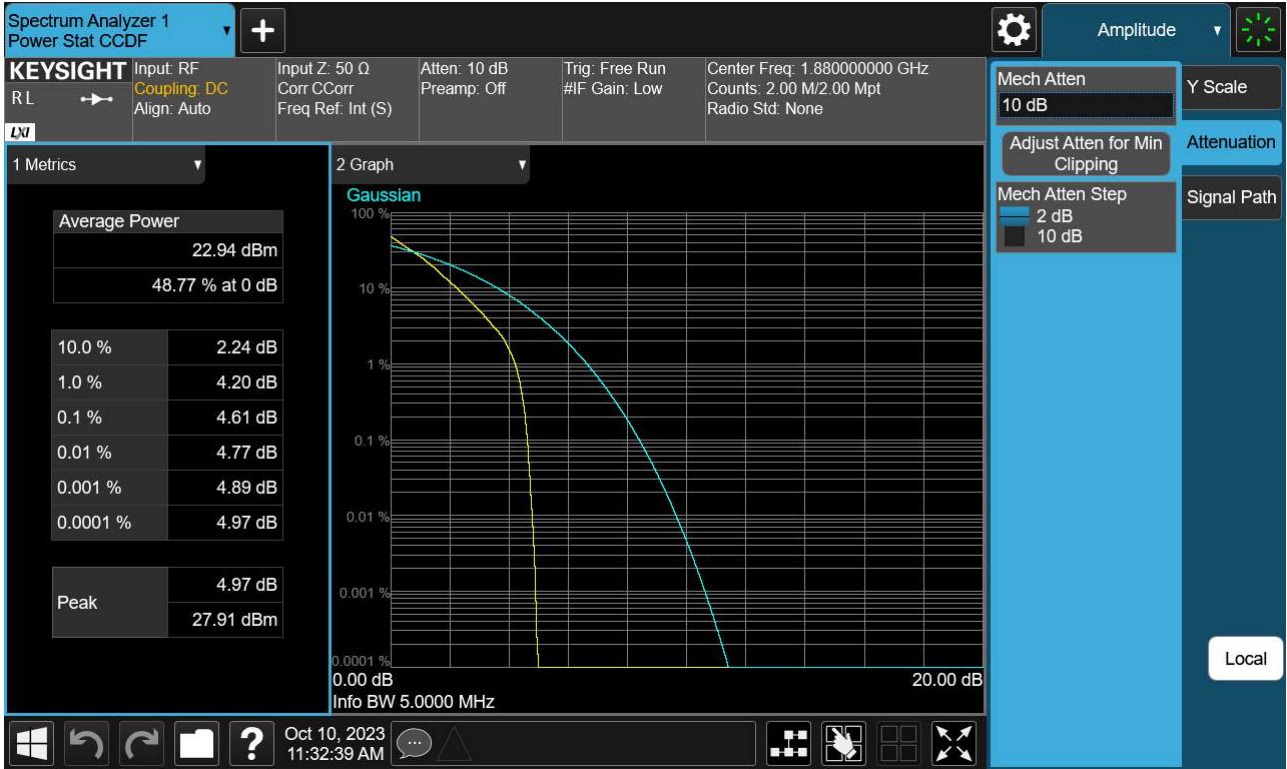 Spectrum Analyzer 1
Power Stat CCDF
+
Amplitude
KEYSIGHT
R L
LXI
Input: RF
Coupling: DC
Align: Auto
Input Z: 50 Ω
Corr CCorr
Freq Ref: Int (S)
Atten: 10 dB
Preamp: Off
Trig: Free Run
#IF Gain: Low
Center Freq: 1.880000000 GHz
Counts: 2.00 M/2.00 Mpt
Radio Std: None
Mech Atten
10 dB
Adjust Atten for Min
Clipping
Mech Atten Step
2 dB
10 dB
Y Scale
Attenuation
Signal Path
Local
1 Metrics
Average Power
22.94 dBm
48.77 % at 0 dB
10.0 % 2.24 dB
1.0 % 4.20 dB
0.1 % 4.61 dB
0.01 % 4.77 dB
0.001 % 4.89 dB
0.0001 % 4.97 dB
Peak
4.97 dB
27.91 dBm
2 Graph
Gaussian
100 %
10 %
1 %
0.1 %
0.01 %
0.001 %
0.0001 %
0.00 dB 20.00 dB
Info BW 5.0000 MHz
?
Oct 10, 2023
11:32:39 AM